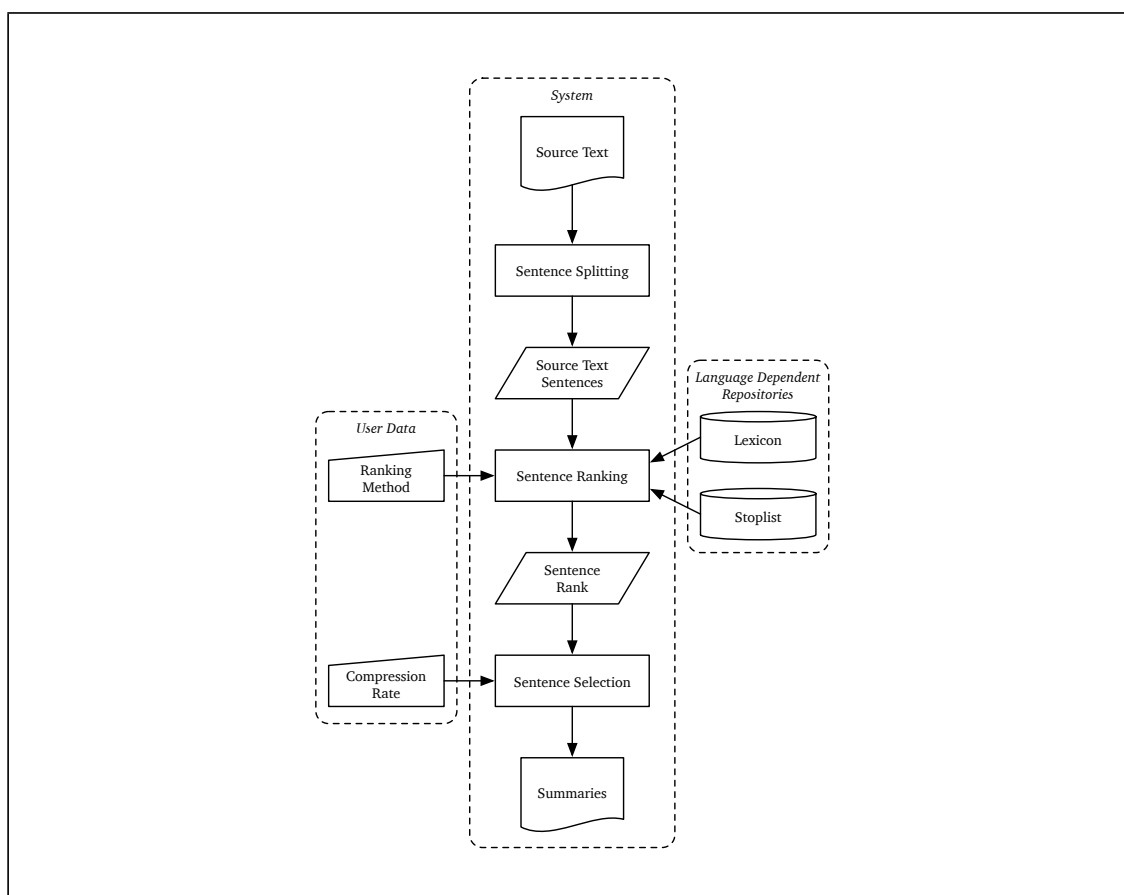 System
Source Text
Sentence Splitting
Source Text
Sentences
Language Dependent
Repositories
Lexicon
User Data
Ranking
Method
Sentence Ranking
Stoplist
Sentence
Rank
Compression
Rate
Sentence Selection
Summaries